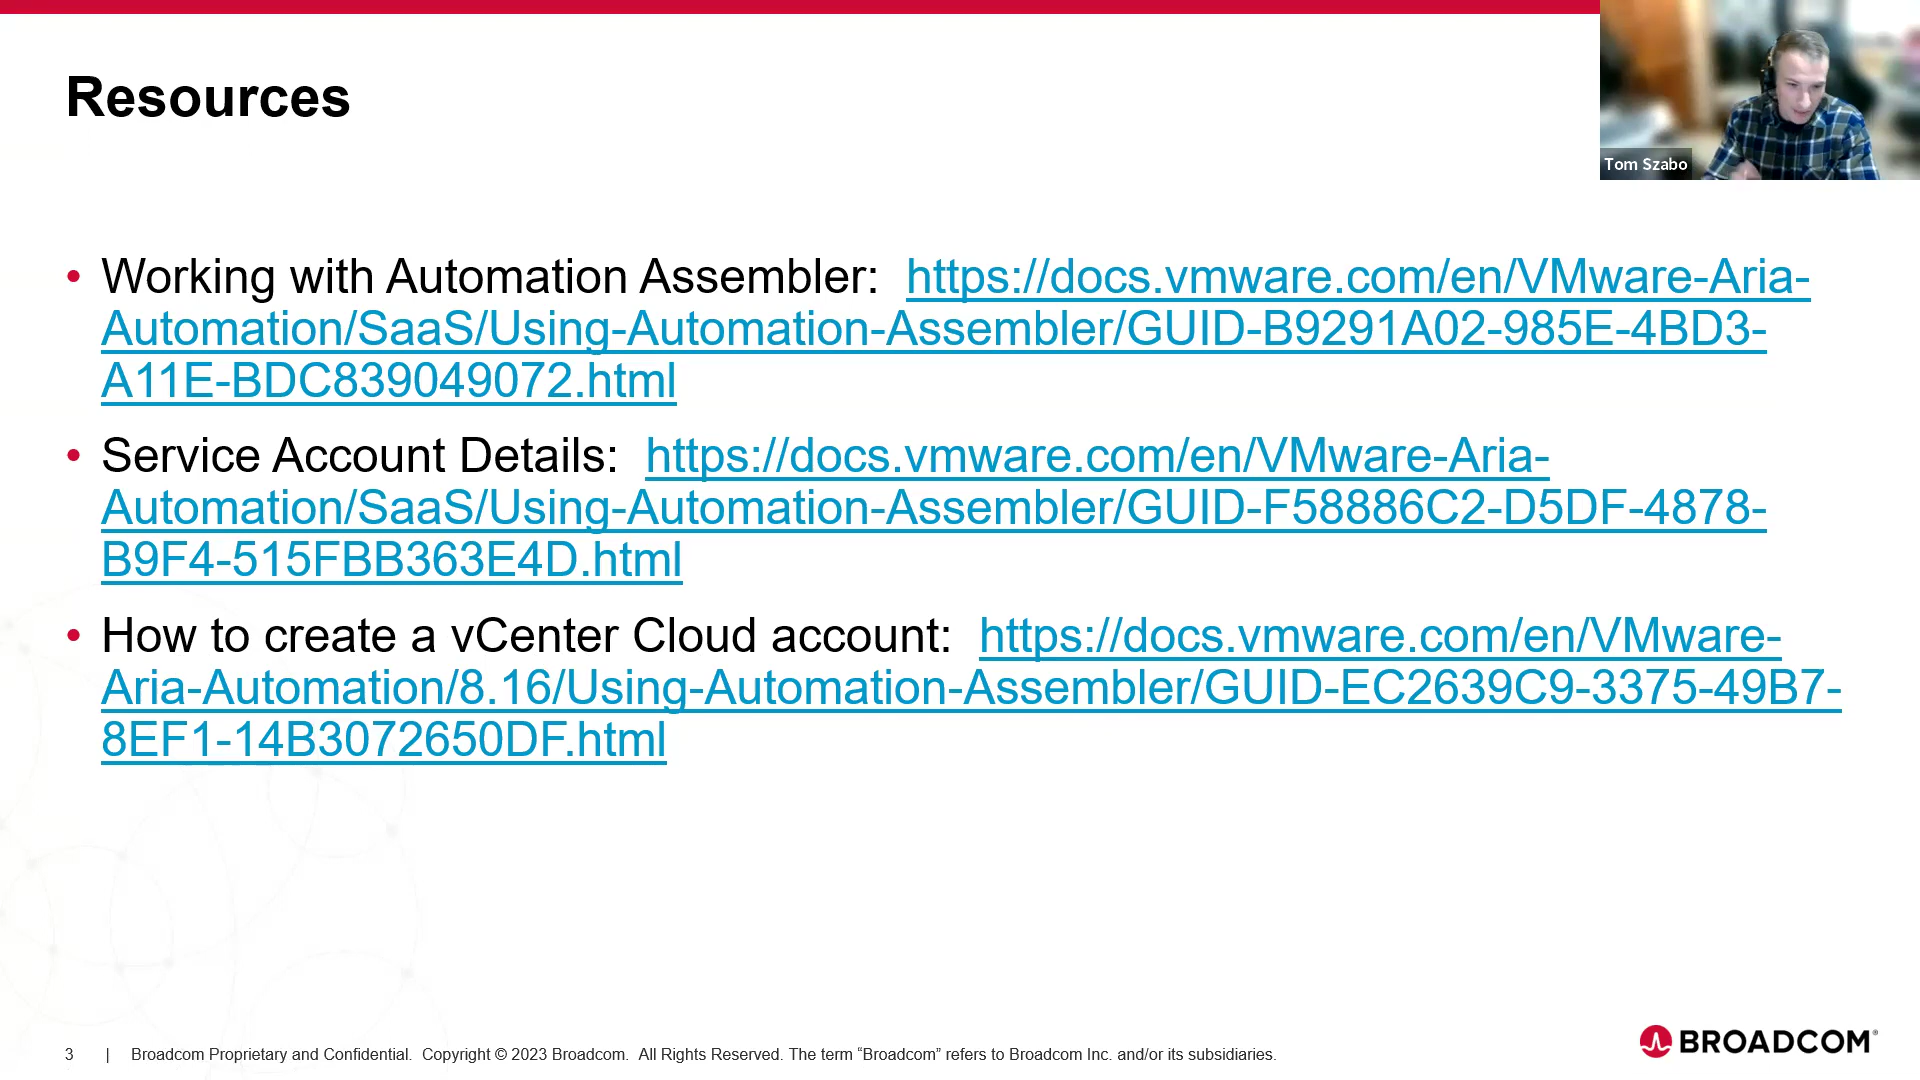 Resources
Tom Szabo
• Working with Automation Assembler:  https://docs.vmware.com/en/VMware-Aria-
Automation/SaaS/Using-Automation-Assembler/GUID-B9291A02-985E-4BD3-
A11E-BDC839049072.html
• Service Account Details:  https://docs.vmware.com/en/VMware-Aria-
Automation/SaaS/Using-Automation-Assembler/GUID-F58886C2-D5DF-4878-
B9F4-515FBB363E4D.html
• How to create a vCenter Cloud account:  https://docs.vmware.com/en/VMware-
Aria-Automation/8.16/Using-Automation-Assembler/GUID-EC2639C9-3375-49B7-
8EF1-14B3072650DF.html
3 | Broadcom Proprietary and Confidential.  Copyright © 2023 Broadcom.  All Rights Reserved. The term “Broadcom” refers to Broadcom Inc. and/or its subsidiaries.
BROADCOM®